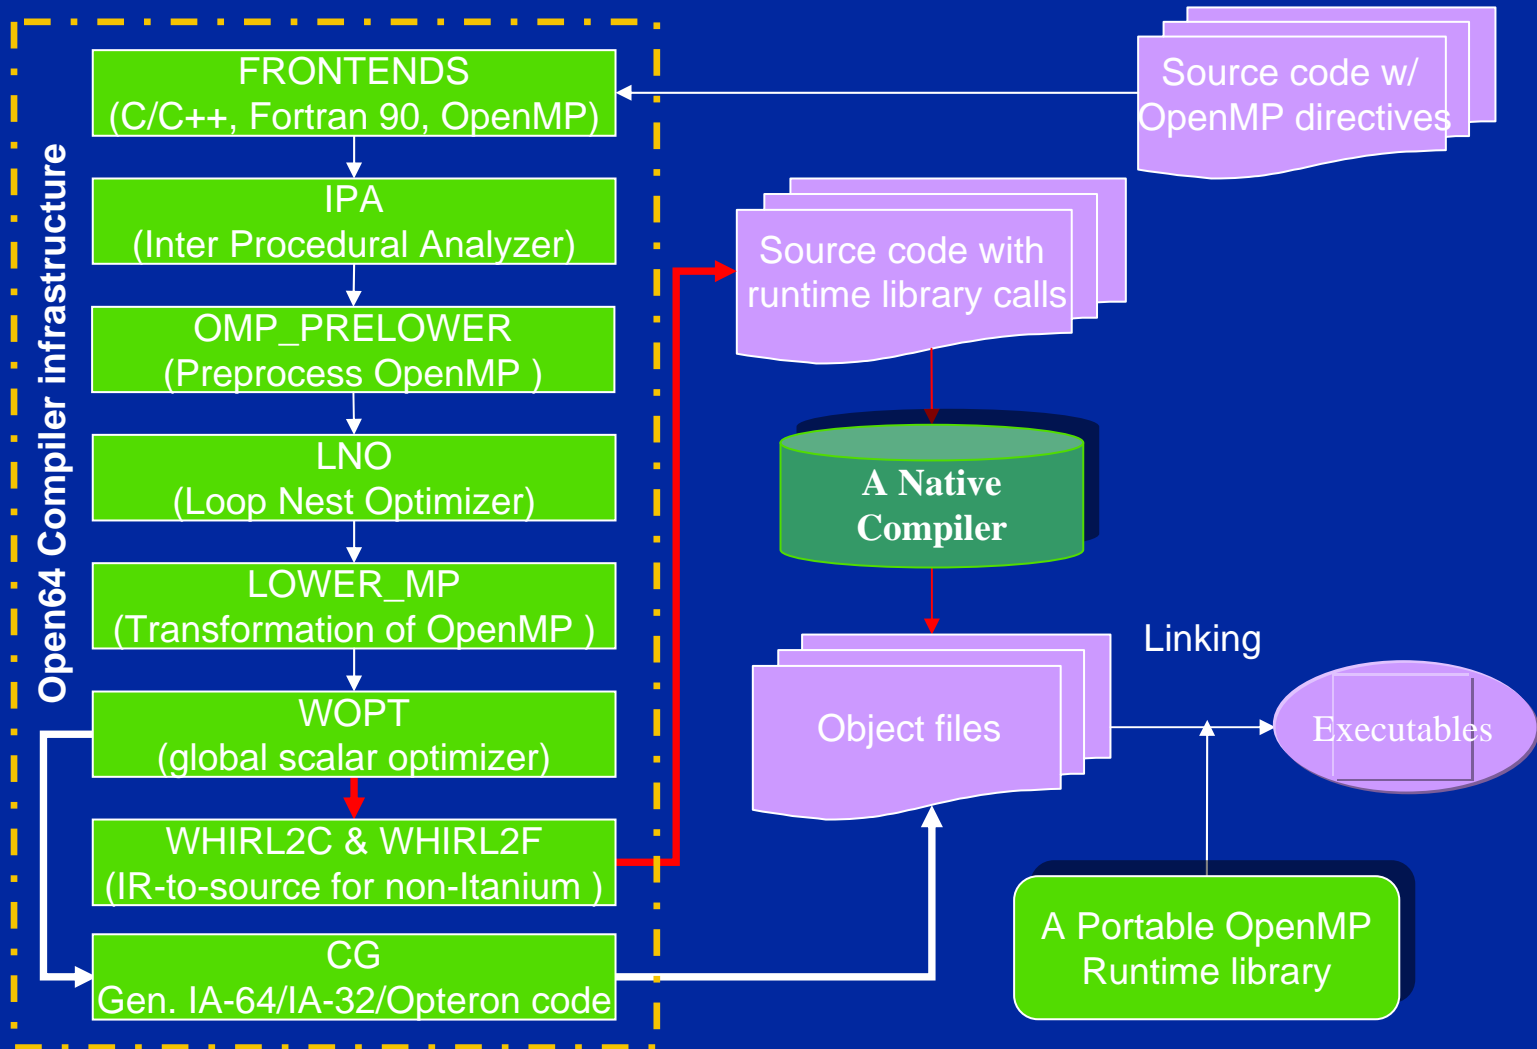 Open64 Compiler infrastructure
FRONTENDS
(C/C++, Fortran 90, OpenMP)
IPA
(Inter Procedural Analyzer)
OMP_PRELOWER
(Preprocess OpenMP )
LNO
(Loop Nest Optimizer)
LOWER_MP
(Transformation of OpenMP )
WOPT
(global scalar optimizer)
WHIRL2C & WHIRL2F
(IR-to-source for non-Itanium )
CG
Gen. IA-64/IA-32/Opteron code
Source code w/
OpenMP directives
Source code with
runtime library calls
A Native
Compiler
Object files
Linking
Executables
A Portable OpenMP
Runtime library